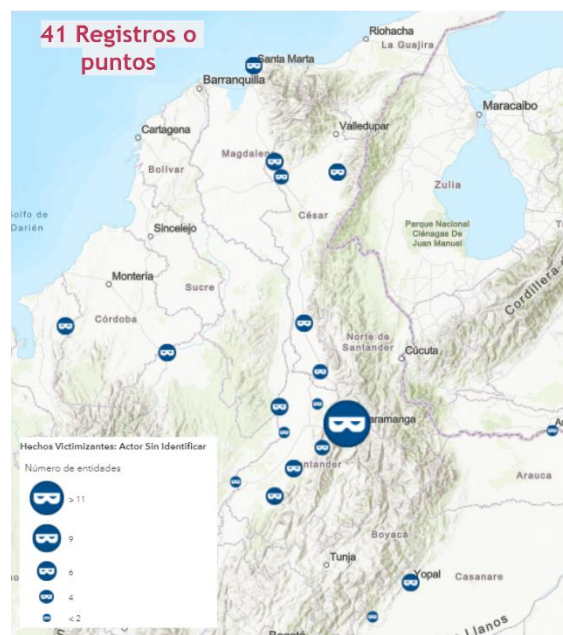 41 Registros o
puntos
Riohacha
La Guajira
Santa Marta
Barranquilla
Maracaibo
Cartagena
Valledupar
Magdalena
Bolívar
Zulia
César
Golfo de
Darién
Parque Nacional
Ciénagas De
Juan Manuel
Sincelejo
Montería
Sucre
Cordillera
Córdoba
Norte de
Santander
Cúcuta
aramanga
Hechos Victimizantes: Actor Sin Identificar
Número de entidades
> 11
9
6
4
< 2
antander
Arauca
Boyacá
Tunja
Yopal
Casanare
Llanos